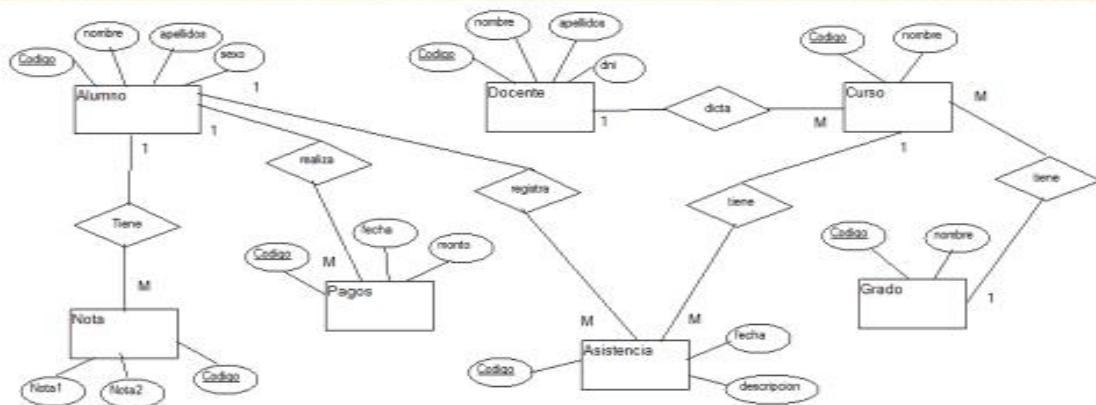 nombre
apellidos
Codigo
sexo
Alumno
1
1
1
Tiene
M
Nota
Nota1
Nota2
Codigo
realiza
M
Codigo
fecha
monto
Pagos
registra
M
nombre
apellidos
Codigo
dni
Docente
1
dicta
M
Codigo
nombre
Curso
M
1
tiene
M
tiene
1
Codigo
nombre
Grado
Asistencia
Codigo
fecha
descripcion